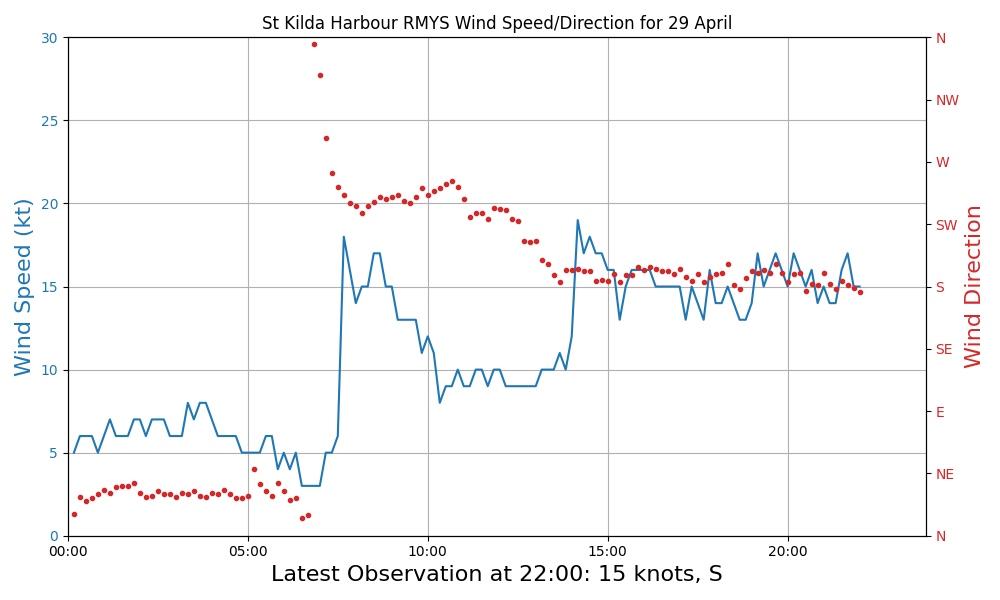 St Kilda Harbour RMYS Wind Speed/Direction for 29 April
30
25
20
15
10
5
0
Wind Speed (kt)
N
NW
W
SW
S
SE
E
NE
N
Wind Direction
00:00 05:00 10:00 15:00 20:00
Latest Observation at 22:00: 15 knots, S